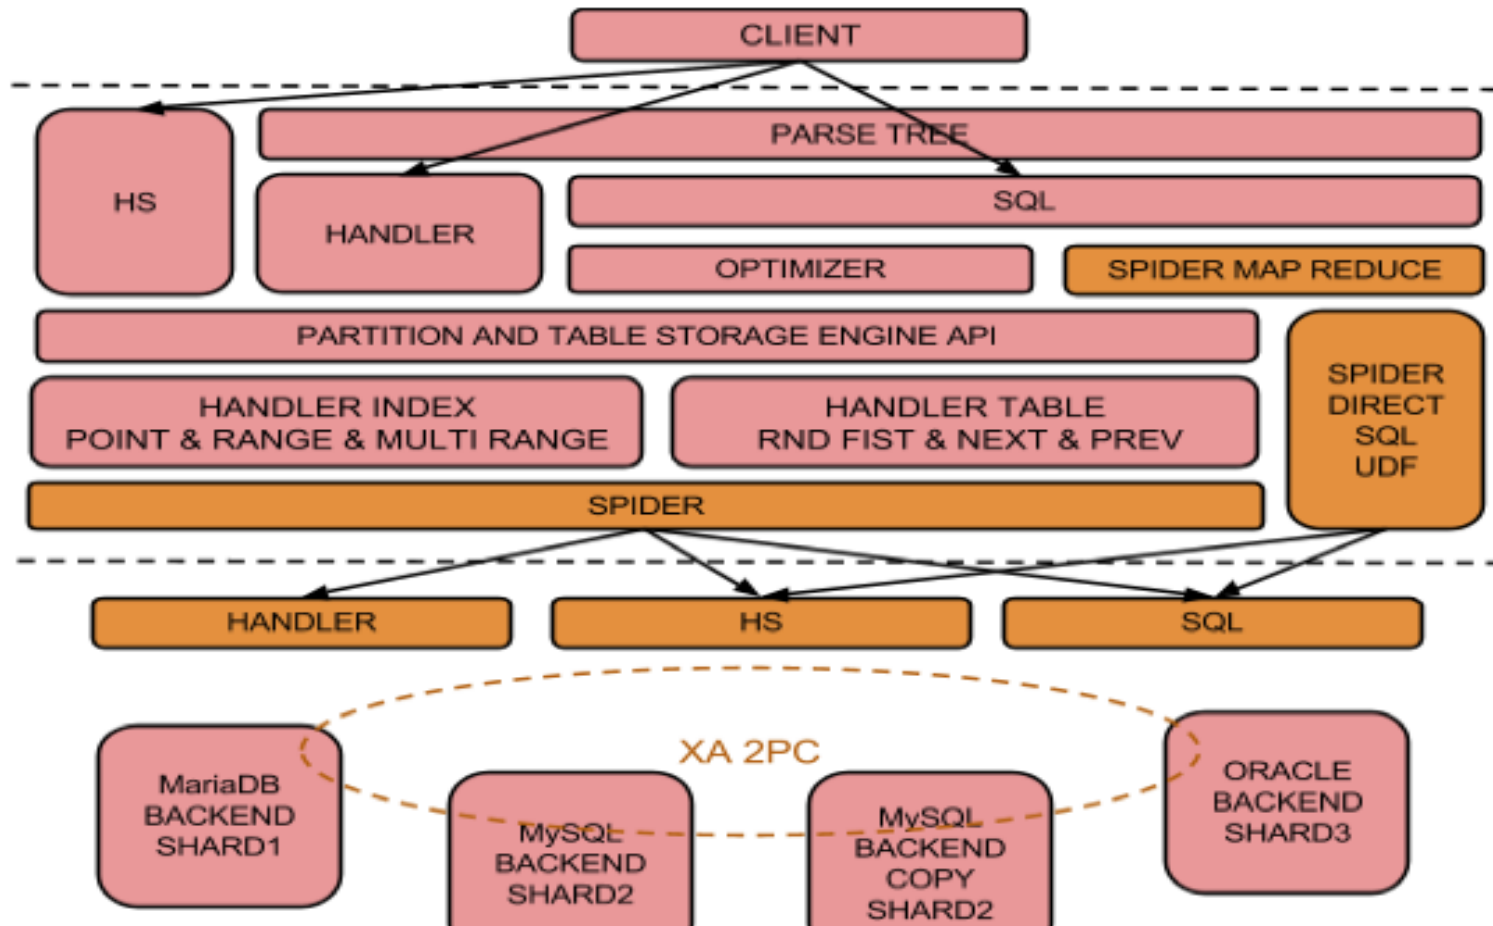 CLIENT
PARSE TREE
HS
HANDLER
SQL
OPTIMIZER
SPIDER MAP REDUCE
PARTITION AND TABLE STORAGE ENGINE API
HANDLER INDEX
POINT & RANGE & MULTI RANGE
HANDLER TABLE
RND FIST & NEXT & PREV
SPIDER
DIRECT
SQL
UDF
SPIDER
HANDLER
HS
SQL
XA 2PC
MariaDB
BACKEND
SHARD1
MySQL
BACKEND
SHARD2
MySQL
BACKEND
COPY
SHARD2
ORACLE
BACKEND
SHARD3